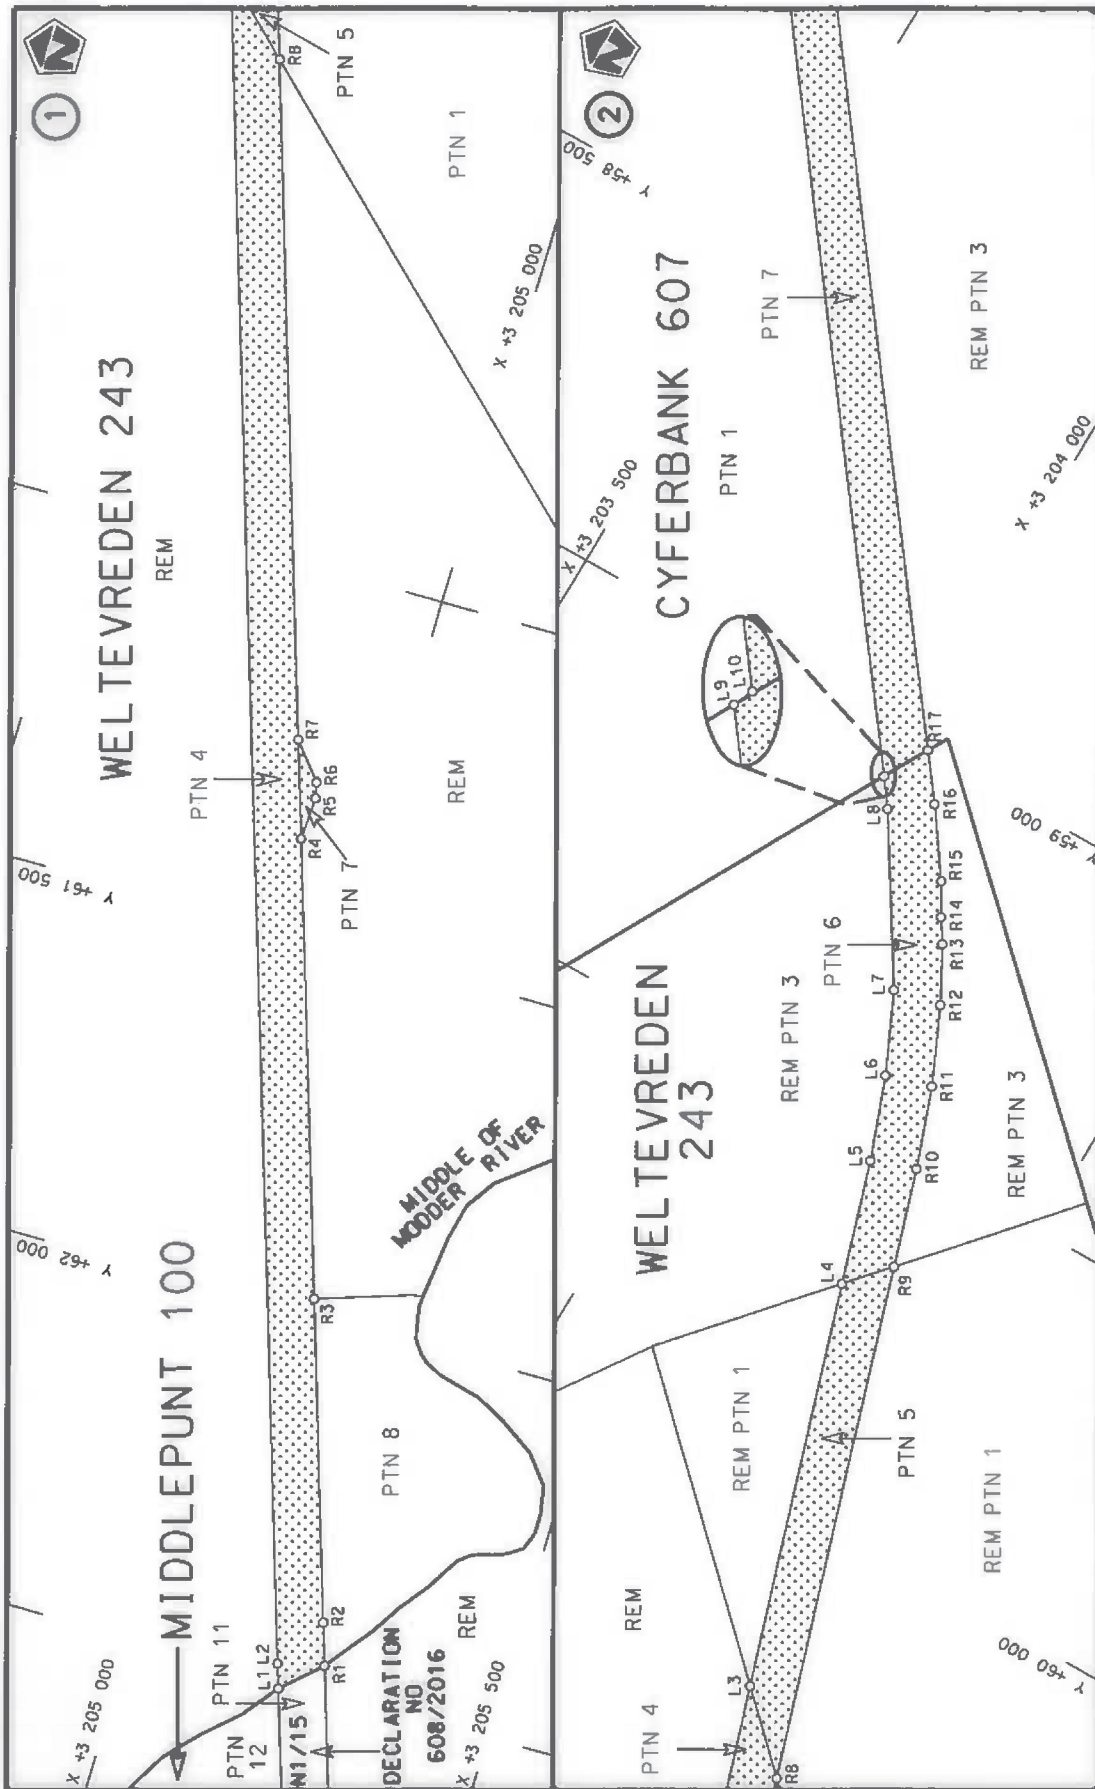 1
N
WELTEVREDEN 243
REM
PTN 4
PTN 5
R8
PTN 1
X +3 205 000
R7
R6
R5
R4
PTN 7
REM
Y +61 500
Y +62 000
MIDDLE OF
MODDER RIVER
MIDDLEPUNT 100
R3
PTN 8
X +3 205 000
PTN 11
PTN
12
L1
L2
R2
R1
N1/15
DECLARATION
NO
608/2016
REM
X +3 205 500
2
N
Y +58 500
CYFERBANK 607
PTN 7
PTN 1
REM PTN 3
X +3 203 500
X +3 204 000
L9
L10
R17
L8
R16
R15
R14
R13
R12
Y +59 000
PTN 6
L7
WELTEVREDEN
243
REM PTN 3
L6
R11
L5
R10
REM PTN 3
L4
R9
REM PTN 1
PTN 5
REM PTN 1
REM
L3
PTN 4
R8
Y +60 000